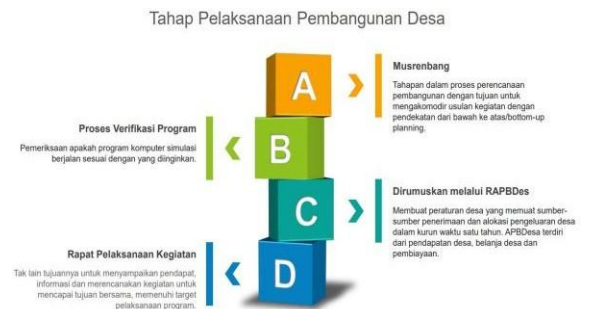 Tahap Pelaksanaan Pembangunan Desa
A
Musrenbang
Tahapan dalam proses perencanaan
pembangunan dengan tujuan untuk
mengakomodir usulan kegiatan dengan
pendekatan dari bawah ke atas/bottom-up
planning.
Proses Verifikasi Program
Pemeriksaan apakah program komputer simulasi
berjalan sesuai dengan yang diinginkan.
B
C
Dirumuskan melalui RAPBDes
Membuat peraturan desa yang memuat sumber-
sumber penerimaan dan alokasi pengeluaran desa
dalam kurun waktu satu tahun. APBDesa terdiri
dari pendapatan desa, belanja desa dan
pembiayaan.
Rapat Pelaksanaan Kegiatan
Tak lain tujuannya untuk menyampaikan pendapat,
informasi dan merencanakan kegiatan untuk
mencapai tujuan bersama, memenuhi target
pelaksanaan program.
D